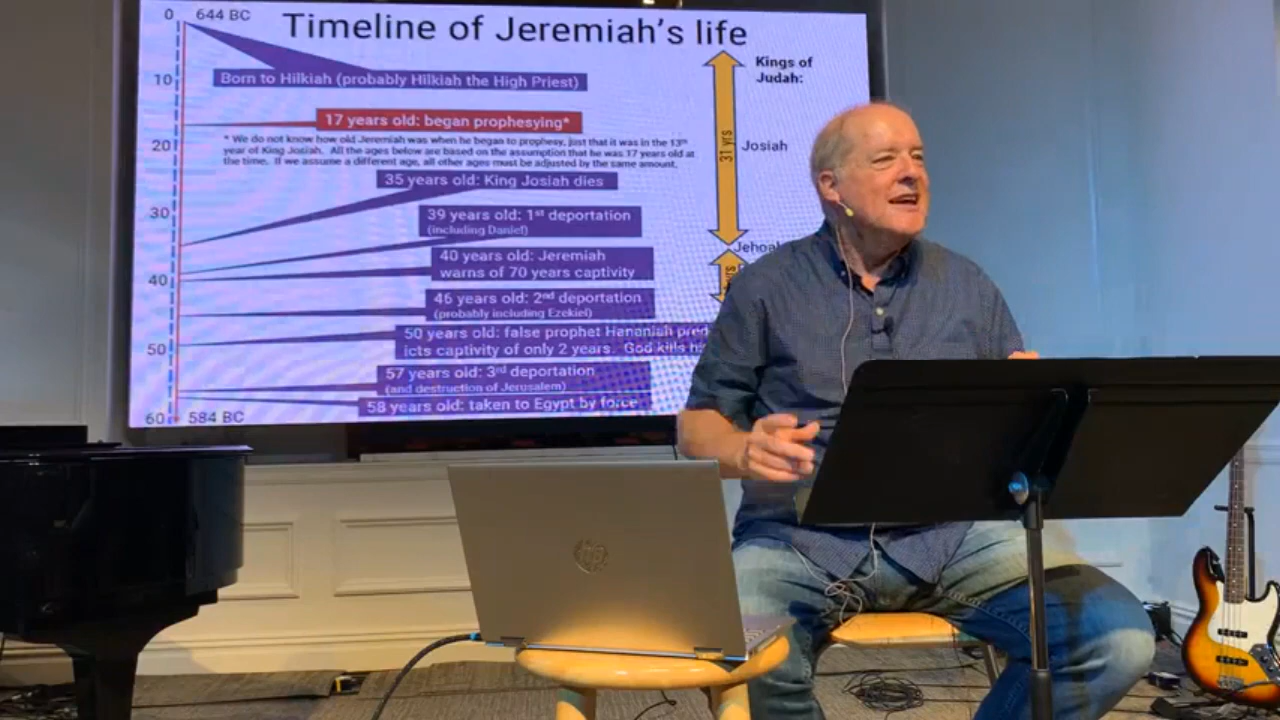 0 644 BC
Timeline of Jeremiah's life
Kings of
Judah:
10
Born to Hilkiah (probably Hilkiah the High Priest)
17 years old: began prophesying*
* We do not know how old Jeremiah was when he began to prophesy, just that it was in the 13th
year of King Josiah. All the ages below are based on the assumption that he was 17 years old at
the time. If we assume a different age, all other ages must be adjusted by the same amount.
20
31 yrs
Josiah
35 years old: King Josiah dies
30
39 years old: 1st deportation
(including Daniel)
Jehoah
40
40 years old: Jeremiah
warns of 70 years captivity
46 years old: 2nd deportation
(probably including Ezekiel)
50
50 years old: false prophet Hananiah pred
icts captivity of only 2 years. God kills
57 years old: 3rd deportation
(and destruction of Jerusalem)
58 years old: taken to Egypt by force
60 584 BC
hp